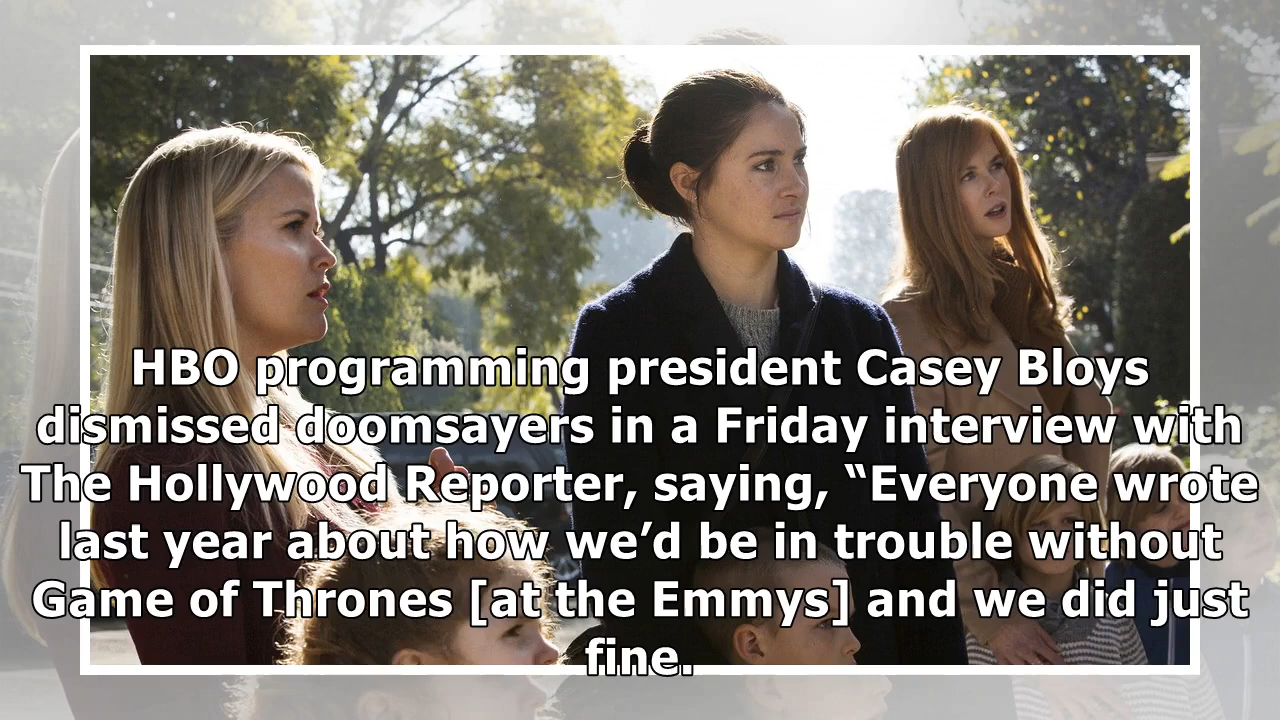 HBO programming president Casey Bloys
dismissed doomsayers in a Friday interview with
The Hollywood Reporter, saying, “Everyone wrote
last year about how we’d be in trouble without
Game of Thrones [at the Emmys] and we did just
fine.